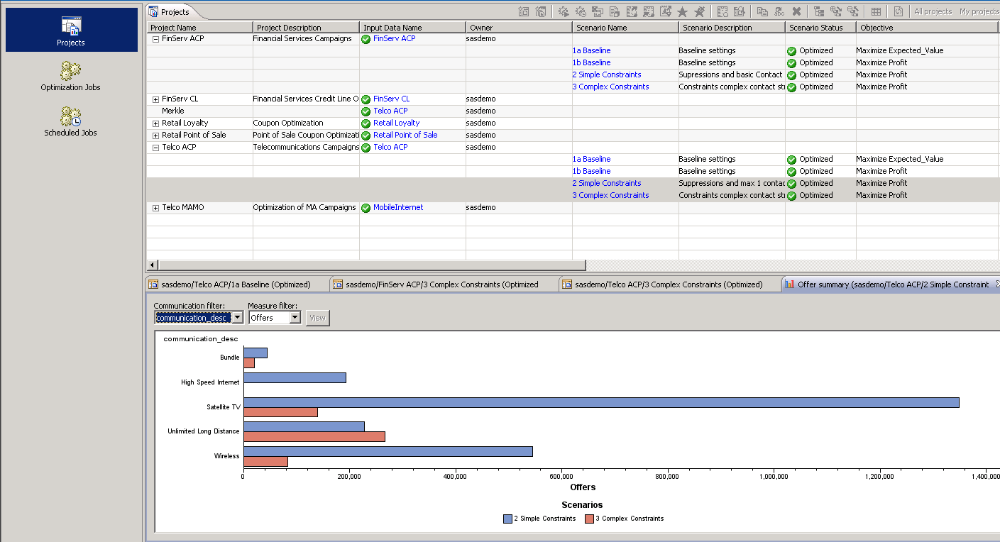 Projects
Optimization Jobs
Scheduled Jobs
Projects
All projects My projects
Project Name Project Description Input Data Name Owner Scenario Name Scenario Description Scenario Status Objective
FinServ ACP Financial Services Campaigns FinServ ACP sasdemo
1a Baseline Baseline settings Optimized Maximize Expected_Value
1b Baseline Baseline settings Optimized Maximize Profit
2 Simple Constraints Supressions and basic Contact Optimized Maximize Profit
3 Complex Constraints Constraints complex contact str Optimized Maximize Profit
FinServ CL Financial Services Credit Line O FinServ CL sasdemo
Merkle Telco ACP sasdemo
Retail Loyalty Coupon Optimization Retail Loyalty sasdemo
Retail Point of Sale Point of Sale Coupon Optimizati Retail Point of Sale sasdemo
Telco ACP Telecommunications Campaigns Telco ACP sasdemo
1a Baseline Baseline settings Optimized Maximize Expected_Value
1b Baseline Baseline settings Optimized Maximize Profit
2 Simple Constraints Suppressions and max 1 contac Optimized Maximize Profit
3 Complex Constraints Constraints complex contact str Optimized Maximize Profit
Telco MAMO Optimization of MA Campaigns MobileInternet sasdemo
sasdemo/Telco ACP/1a Baseline (Optimized) sasdemo/FinServ ACP/3 Complex Constraints (Optimized sasdemo/Telco ACP/3 Complex Constraints (Optimized) Offer summary (sasdemo/Telco ACP/2 Simple Constraint
Communication filter: Measure filter:
communication_desc Offers View
communication_desc
Bundle
High Speed Internet
Satellite TV
Unlimited Long Distance
Wireless
0 200,000 400,000 600,000 800,000 1,000,000 1,200,000 1,400,000
Offers
Scenarios
2 Simple Constraints 3 Complex Constraints